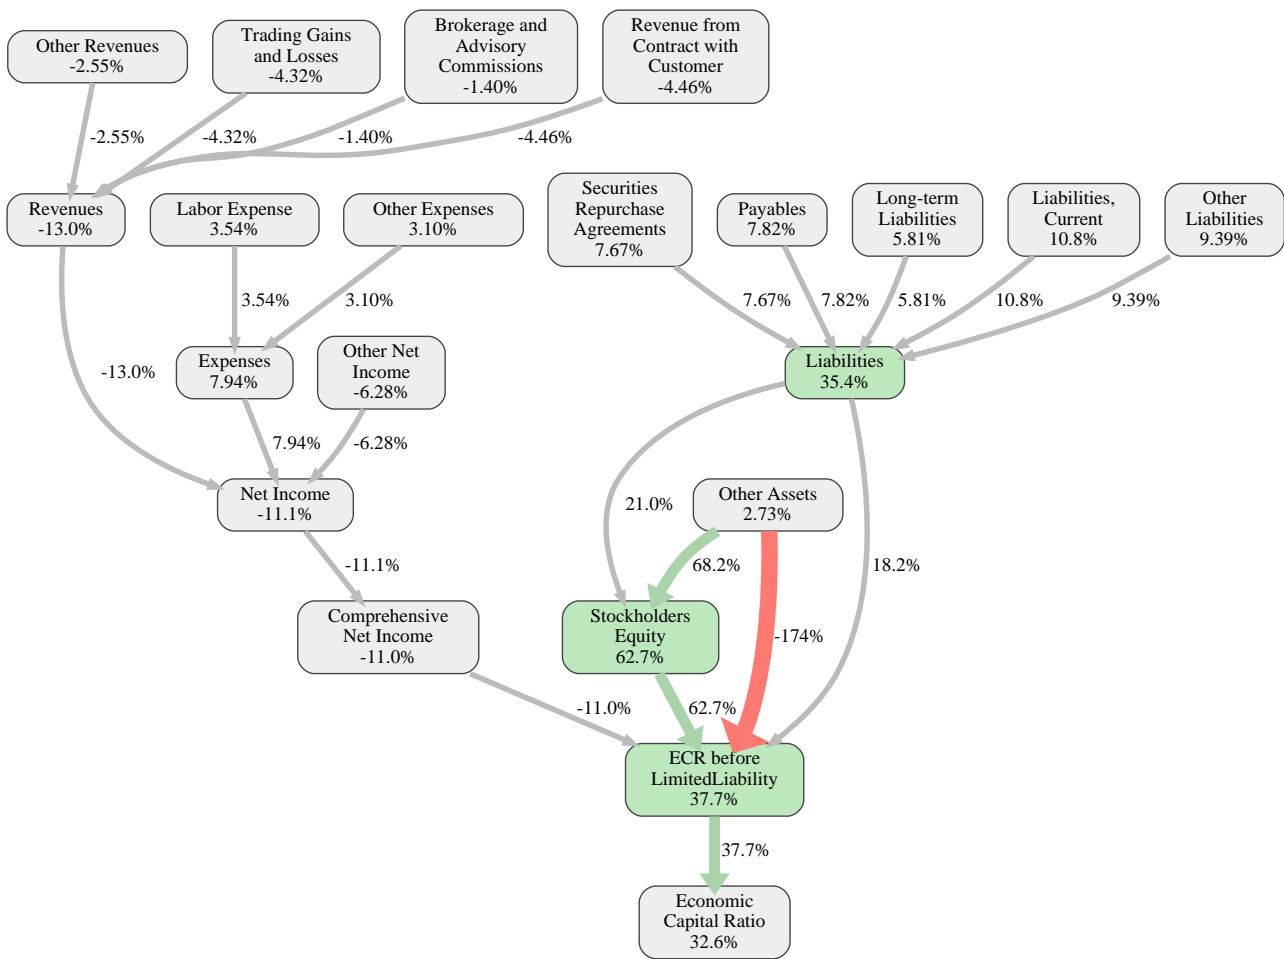 Other Revenues
-2.55%
Trading Gains
and Losses
-4.32%
Brokerage and
Advisory
Commissions
-1.40%
Revenue from
Contract with
Customer
-4.46%
-2.55%
-4.32%
-1.40%
-4.46%
Revenues
-13.0%
Labor Expense
3.54%
Other Expenses
3.10%
Securities
Repurchase
Agreements
7.67%
Payables
7.82%
Long-term
Liabilities
5.81%
Liabilities,
Current
10.8%
Other
Liabilities
9.39%
3.54%
3.10%
7.67%
7.82%
5.81%
10.8%
9.39%
-13.0%
Expenses
7.94%
Other Net
Income
-6.28%
Liabilities
35.4%
7.94%
-6.28%
Net Income
-11.1%
21.0%
Other Assets
2.73%
-11.1%
68.2%
18.2%
Comprehensive
Net Income
-11.0%
Stockholders
Equity
62.7%
-174%
-11.0%
62.7%
ECR before
LimitedLiability
37.7%
37.7%
Economic
Capital Ratio
32.6%